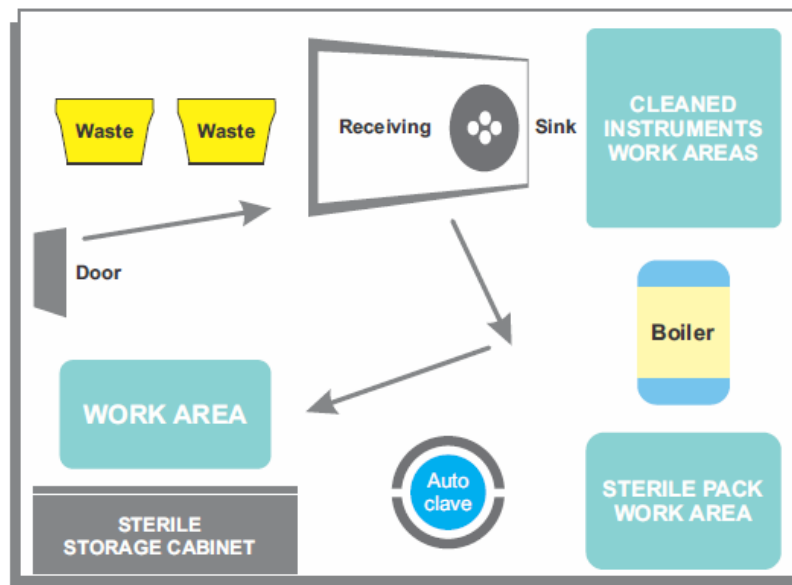 Waste
Waste
Receiving
Sink
CLEANED
INSTRUMENTS
WORK AREAS
Door
Boiler
WORK AREA
Auto
clave
STERILE PACK
WORK AREA
STERILE
STORAGE CABINET